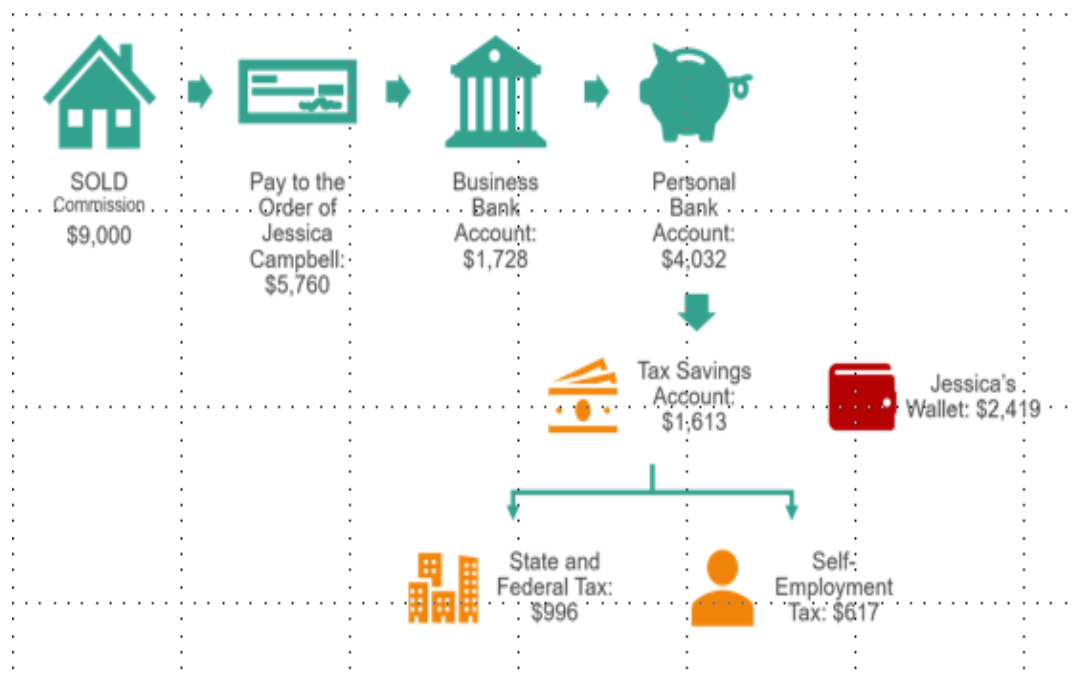 SOLD
Commission
$9,000
Pay to the
Order of
Jessica
Campbell:
$5,760
Business
Bank
Account:
$1,728
Personal
Bank
Account:
$4,032
Tax Savings
Account:
$1,613
Jessica's
Wallet: $2,419
State and
Federal Tax:
$996
Self-
Employment
Tax: $617